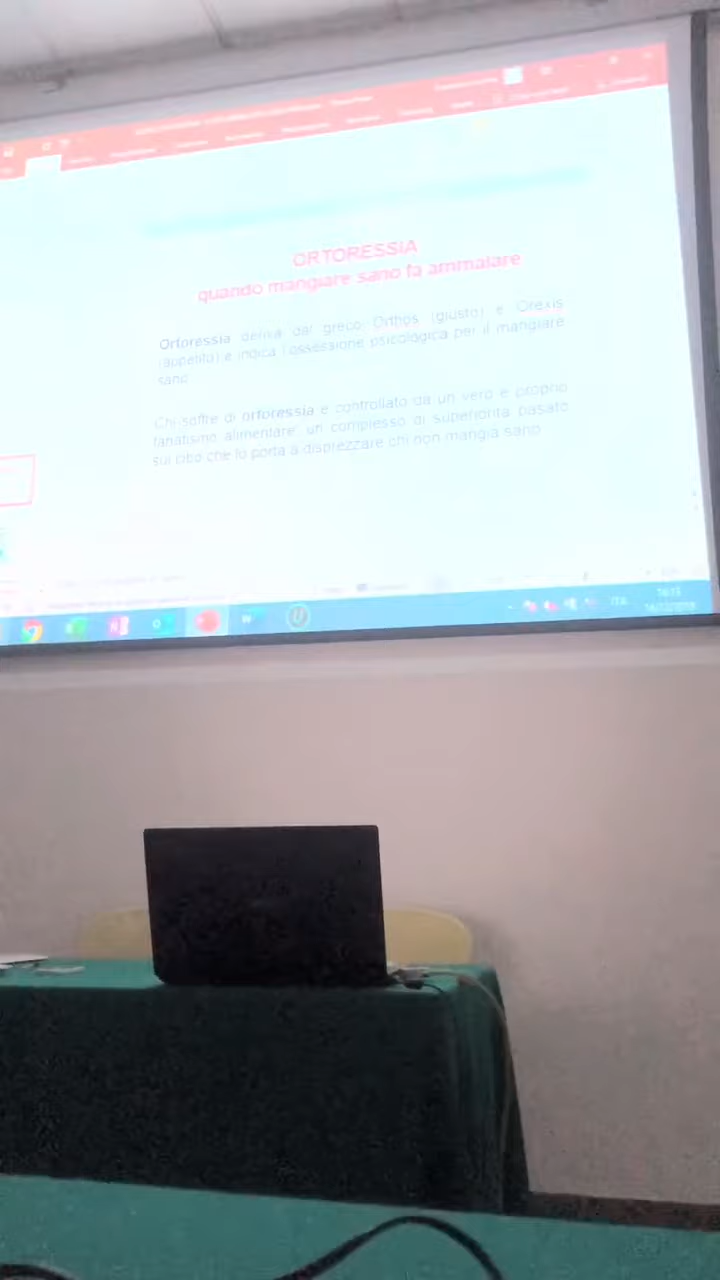 ORTORESSIA
quando mangiare sano fa ammalare
Ortoressia deriva dal greco Orthos (giusto) e Orexis
(appetito) e indica l'ossessione psicologica per il mangiare
sano
Chi soffre di ortoressia è controllato da un vero e proprio
fanatismo alimentare: un complesso di superiorità basato
sul cibo che lo porta a disprezzare chi non mangia sano
ITA